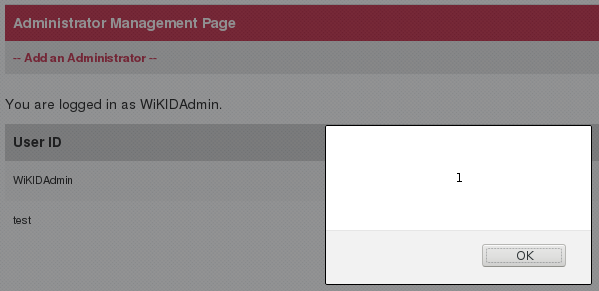 Administrator Management Page
-- Add an Administrator --
You are logged in as WiKIDAdmin.
User ID
WiKIDAdmin
test
1
OK